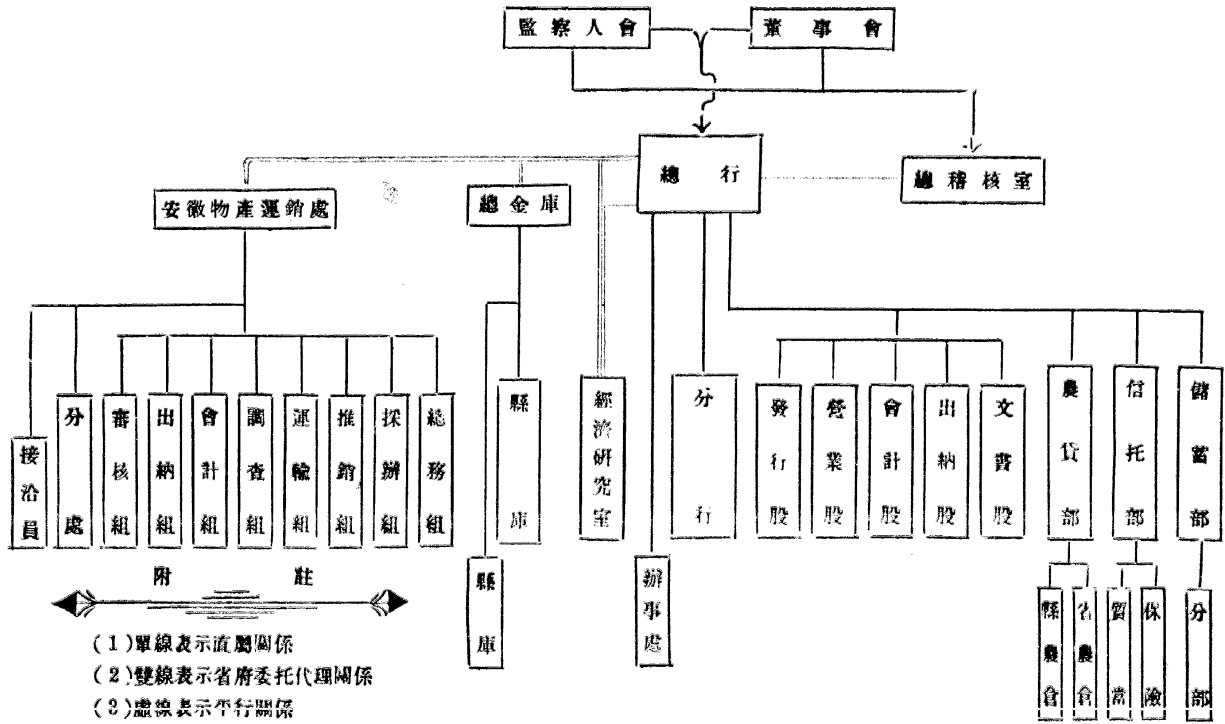 監察人會
董事會
總行
總稽核室
安徽物產運銷處
總金庫
接洽員
分處
審核組
出納組
會計組
調查組
運輸組
推銷組
採辦組
總務組
縣庫
縣庫
經濟研究室
辦事處
分行
發行股
營業股
會計股
出納股
文書股
農貸部
信托部
儲蓄部
縣農倉
省農倉
質當
保險
分部
附註
(1)單線表示直屬關係
(2)雙線表示省府委托代理關係
(3)虛線表示平行關係